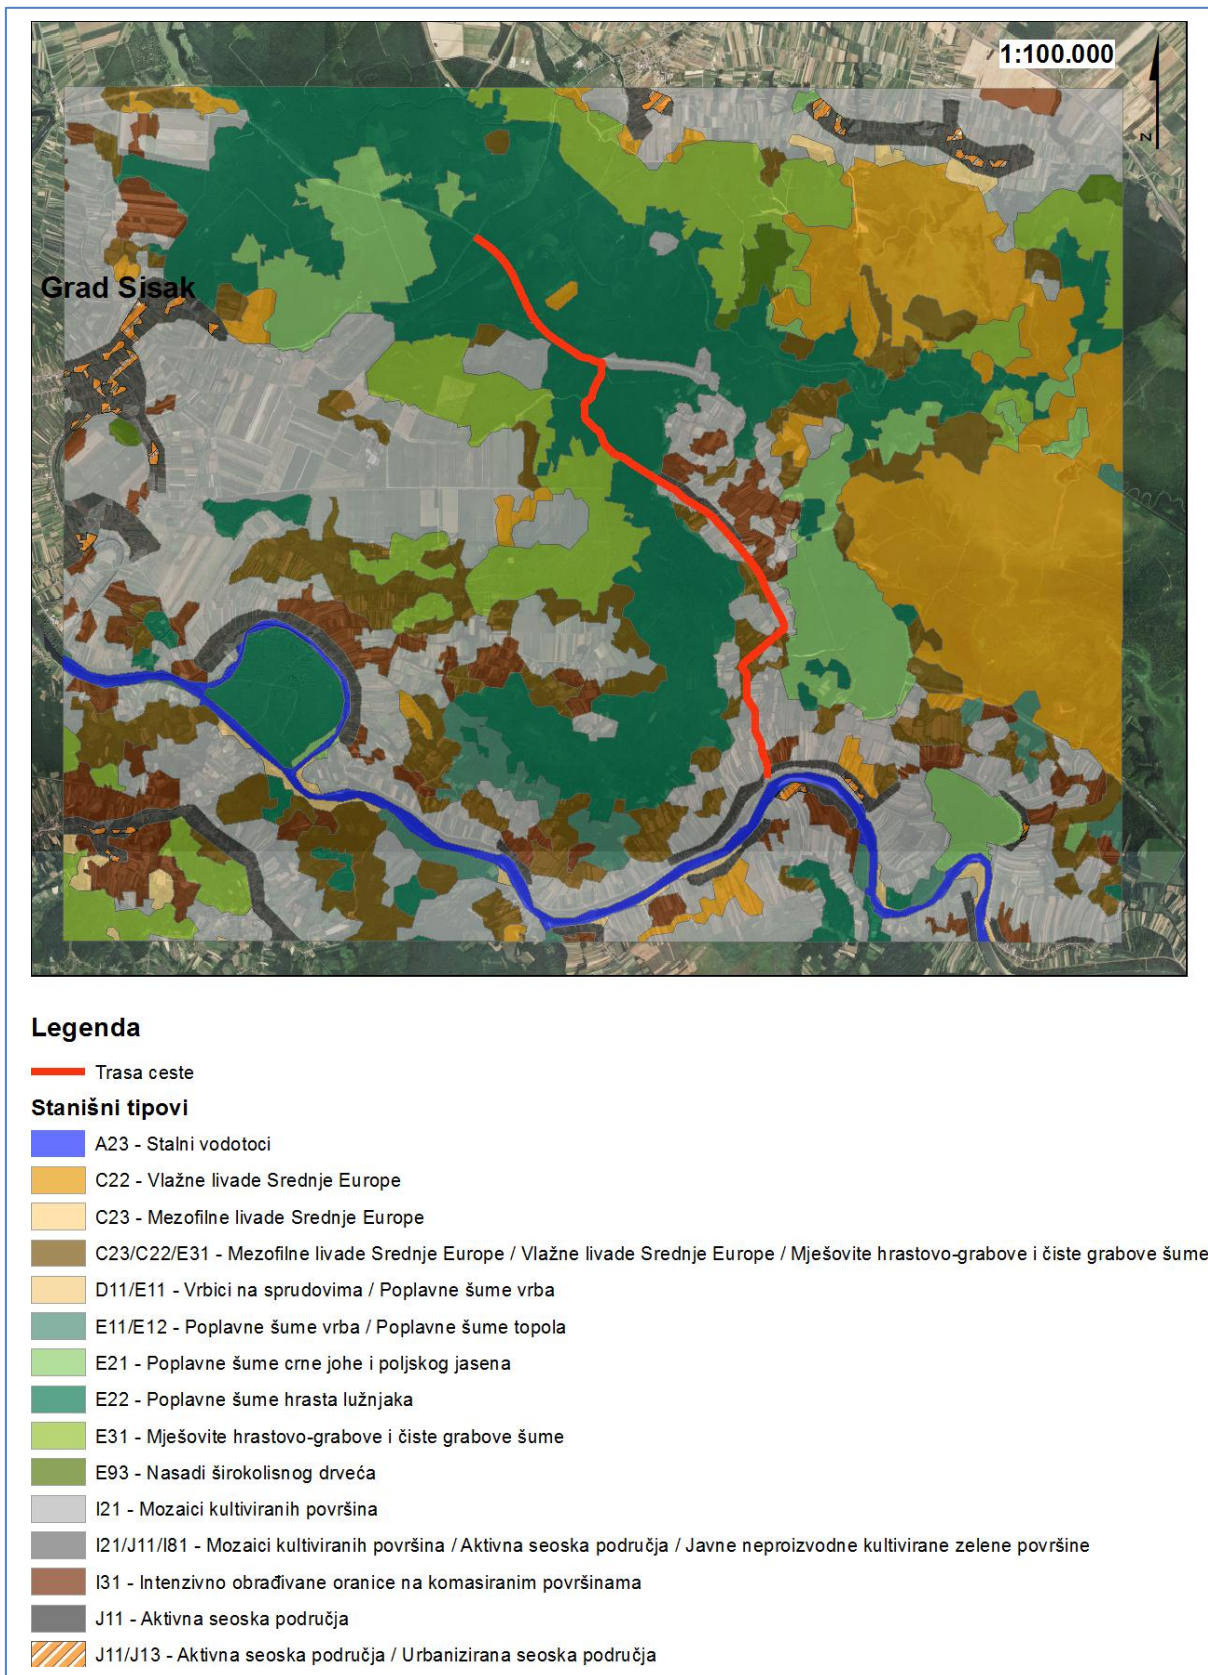 1:100.000
N
Grad Sisak
Legenda
Trasa ceste
Stanišni tipovi
A23 - Stalni vodotoci
C22 - Vlažne livade Srednje Europe
C23 - Mezofilne livade Srednje Europe
C23/C22/E31 - Mezofilne livade Srednje Europe / Vlažne livade Srednje Europe / Mješovite hrastovo-grabove i čiste grabove šume
D11/E11 - Vrbici na sprudovima / Poplavne šume vrba
E11/E12 - Poplavne šume vrba / Poplavne šume topola
E21 - Poplavne šume crne johe i poljskog jasena
E22 - Poplavne šume hrasta lužnjaka
E31 - Mješovite hrastovo-grabove i čiste grabove šume
E93 - Nasadi širokolisnog drveća
I21 - Mozaici kultiviranih površina
I21/J11/I81 - Mozaici kultiviranih površina / Aktivna seoska područja / Javne neproizvodne kultivirane zelene površine
I31 - Intenzivno obrađivane oranice na komasiranim površinama
J11 - Aktivna seoska područja
J11/J13 - Aktivna seoska područja / Urbanizirana seoska područja